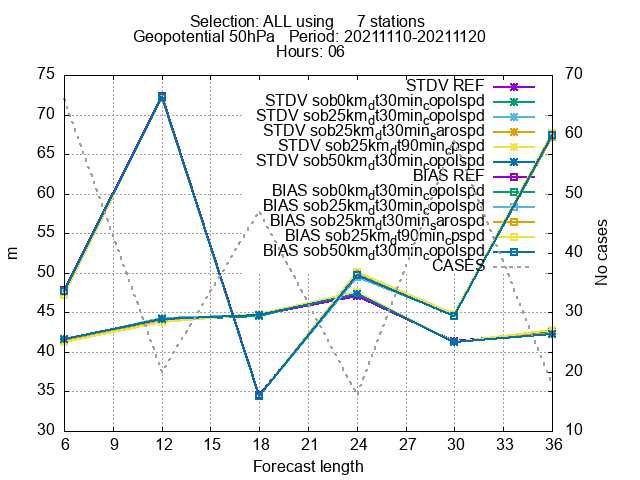 Selection: ALL using 7 stations
Geopotential 50hPa Period: 20211110-20211120
Hours: 06
75 70
STDV REF
STDV sob0km_dt30min_copolspd
70
STDV sob25km_dt30min_copolspd
STDV sob25km_dt30min_sarospd
60
65
STDV sob25km_dt90min_cpspd
STDV sob50km_dt30min_copolspd
BIAS REF
60 50
BIAS sob0km_dt30min_copolspd
BIAS sob25km_dt30min_copolspd
55
BIAS sob25km_dt30min_sarospd
BIAS sob25km_dt90min_cpspd
m No cases
BIAS sob50km_dt30min_copolspd
40
CASES
50
45
30
40
20
35
30 10
6 9 12 15 18 21 24 27 30 33 36
Forecast length